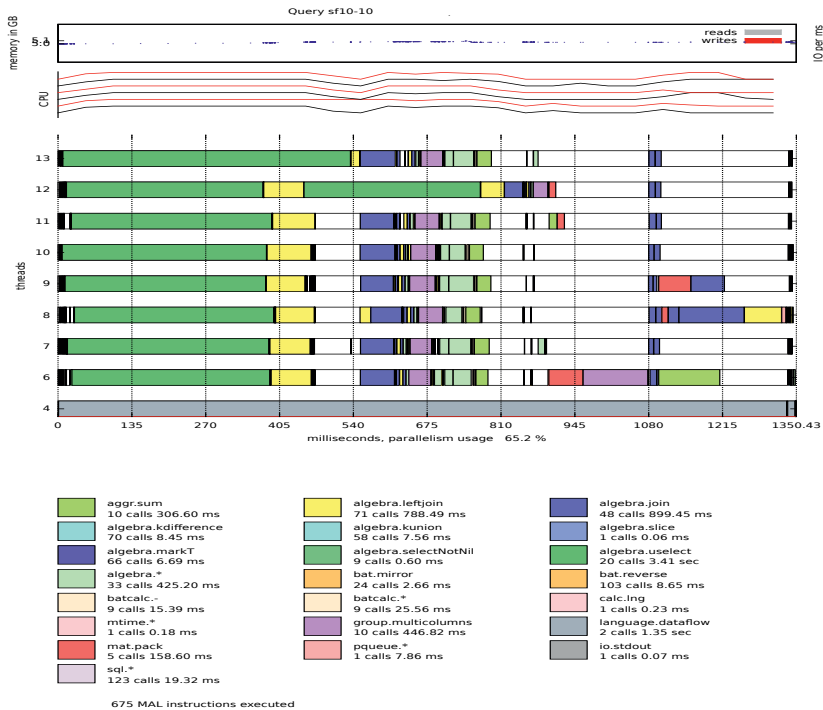 Query sf10-10
memory in GB
5.1
5.0
reads
writes
IO per ms
CPU
threads
13
12
11
10
9
8
7
6
4
0 135 270 405 540 675 810 945 1080 1215 1350.43
milliseconds, parallelism usage 65.2 %
aggr.sum algebra.leftjoin algebra.join
10 calls 306.60 ms 71 calls 788.49 ms 48 calls 899.45 ms
algebra.kdifference algebra.kunion algebra.slice
70 calls 8.45 ms 58 calls 7.56 ms 1 calls 0.06 ms
algebra.markT algebra.selectNotNil algebra.uselect
66 calls 6.69 ms 9 calls 0.60 ms 20 calls 3.41 sec
algebra.* bat.mirror bat.reverse
33 calls 425.20 ms 24 calls 2.66 ms 103 calls 8.65 ms
batcalc.- batcalc.* calc.lng
9 calls 15.39 ms 9 calls 25.56 ms 1 calls 0.23 ms
mtime.* group.multicolumns language.dataflow
1 calls 0.18 ms 10 calls 446.82 ms 2 calls 1.35 sec
mat.pack pqueue.* io.stdout
5 calls 158.60 ms 1 calls 7.86 ms 1 calls 0.07 ms
sql.*
123 calls 19.32 ms
675 MAL instructions executed